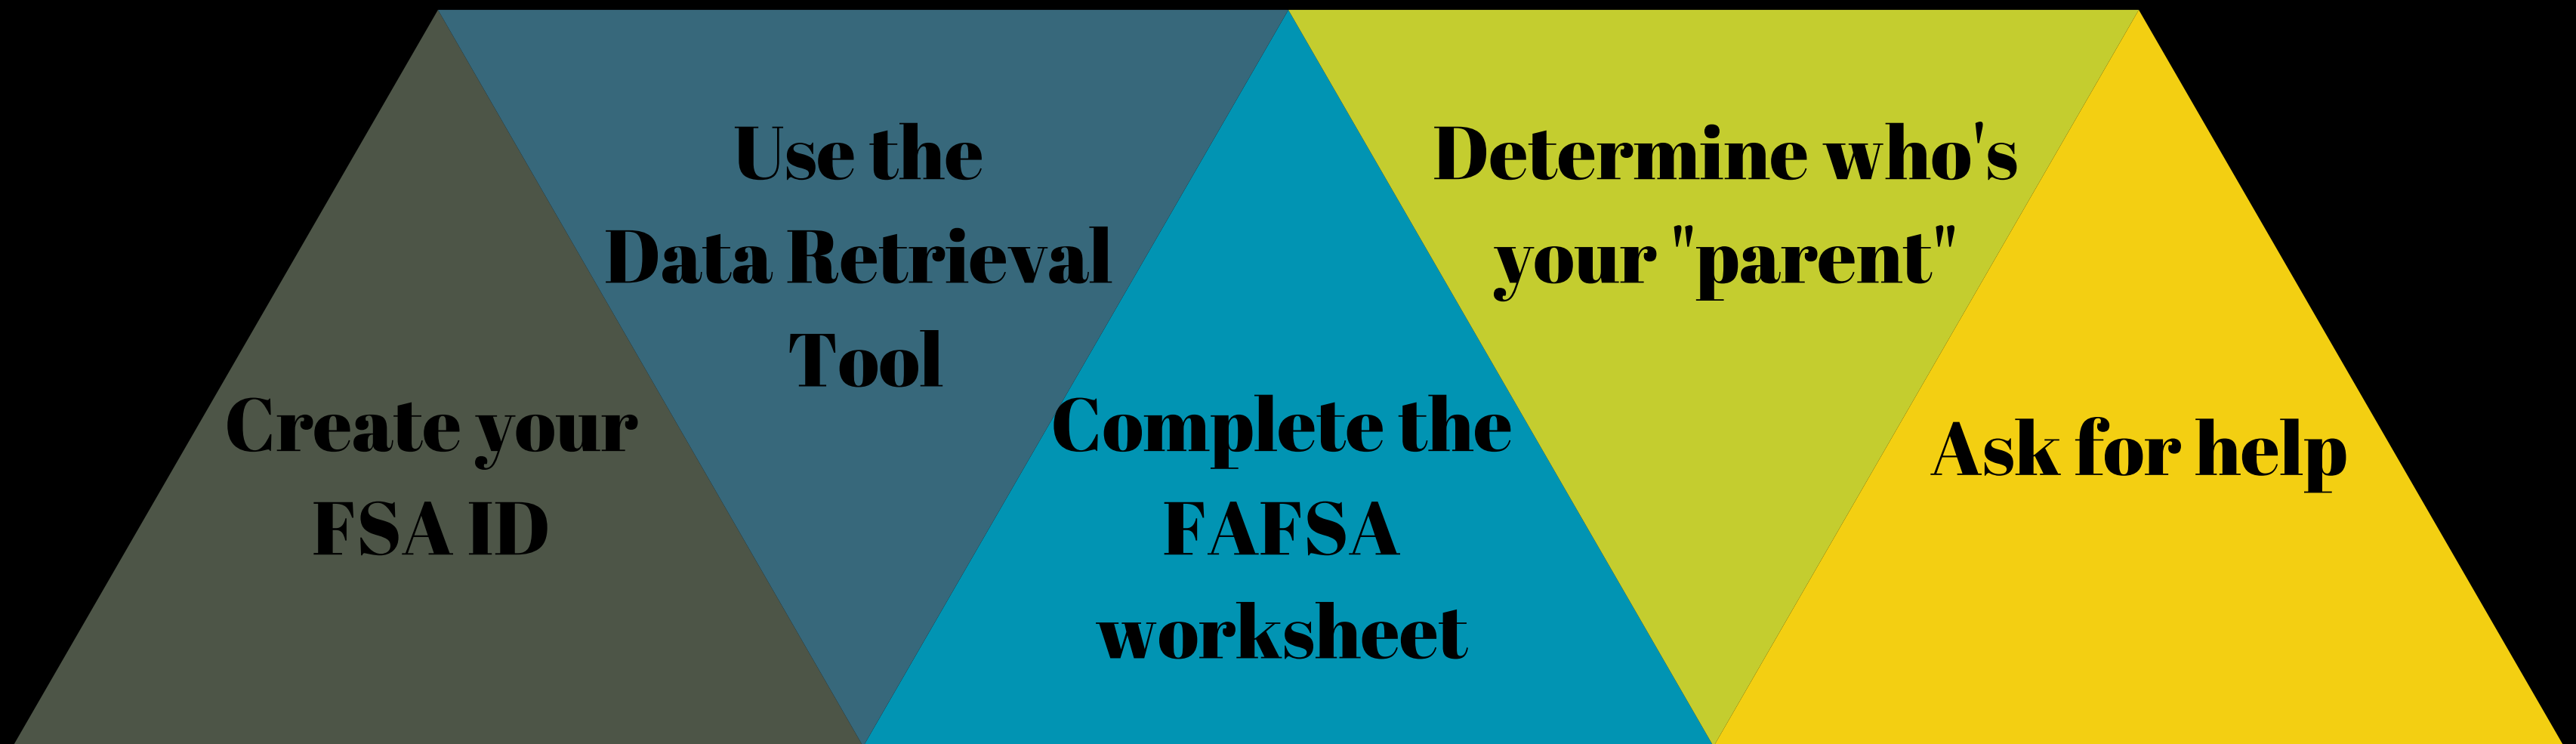 Create your
FSA ID
Use the
Data Retrieval
Tool
Complete the
FAFSA
worksheet
Determine who's
your "parent"
Ask for help